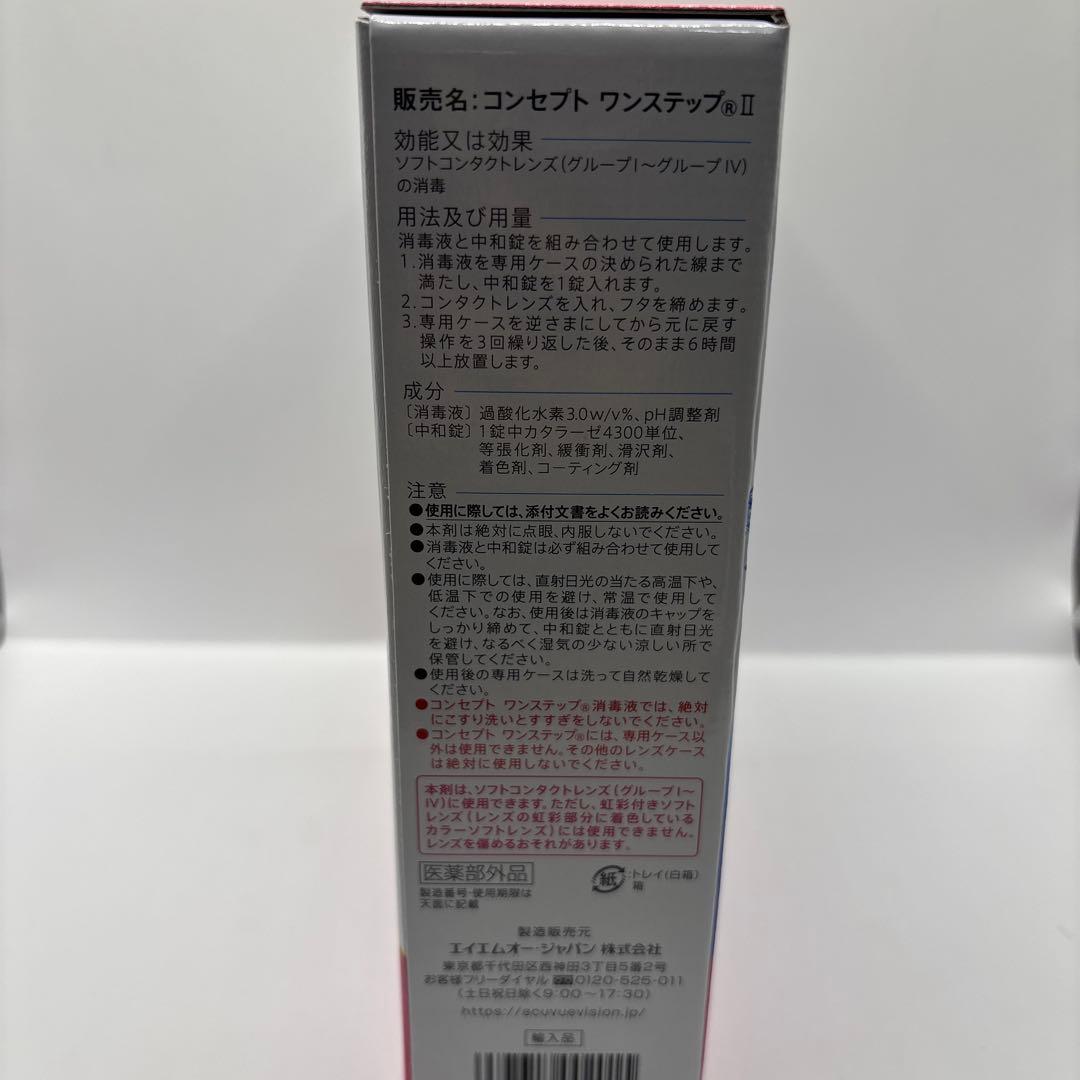 販売名：コンセプト ワンステップ®Ⅱ
効能又は効果
ソフトコンタクトレンズ(グループⅠ～グループⅣ)
の消毒
用法及び用量
消毒液と中和錠を組み合わせて使用します。
1.消毒液を専用ケースの決められた線まで
満たし、中和錠を1錠入れます。
2.コンタクトレンズを入れ、フタを締めます。
3.専用ケースを逆さまにしてから元に戻す
操作を3回繰り返した後、そのまま6時間
以上放置します。
成分
〔消毒液〕過酸化水素3.0w/v%、pH調整剤
〔中和錠〕1錠中カタラーゼ4300単位、
等張化剤、緩衝剤、滑沢剤、
着色剤、コーティング剤
注意
●使用に際しては、添付文書をよくお読みください。
●本剤は絶対に点眼、内服しないでください。
●消毒液と中和錠は必ず組み合わせて使用して
ください。
●使用に際しては、直射日光の当たる高温下や、
低温下での使用を避け、常温で使用して
ください。なお、使用後は消毒液のキャップを
しっかり締めて、中和錠とともに直射日光
を避け、なるべく湿気の少ない涼しい所で
保管してください。
●使用後の専用ケースは洗って自然乾燥して
ください。
●コンセプト ワンステップ®消毒液では、絶対
にこすり洗いとすすぎをしないでください。
●コンセプト ワンステップ®には、専用ケース以
外は使用できません。その他のレンズケース
は絶対に使用しないでください。
本剤は、ソフトコンタクトレンズ(グループⅠ～
Ⅳ)に使用できます。ただし、虹彩付きソフト
レンズ(レンズの虹彩部分に着色している
カラーソフトレンズ)には使用できません。
レンズを傷めるおそれがあります。
医薬部外品
製造番号・使用期限は
天面に記載
紙：トレイ(白箱)
箱
製造販売元
エイエムオー・ジャパン 株式会社
東京都千代田区西神田3丁目5番2号
お客様フリーダイヤル 0120-525-011
(土日祝日除く9:00～17:30)
https://acuvuevision.jp/
輸入品